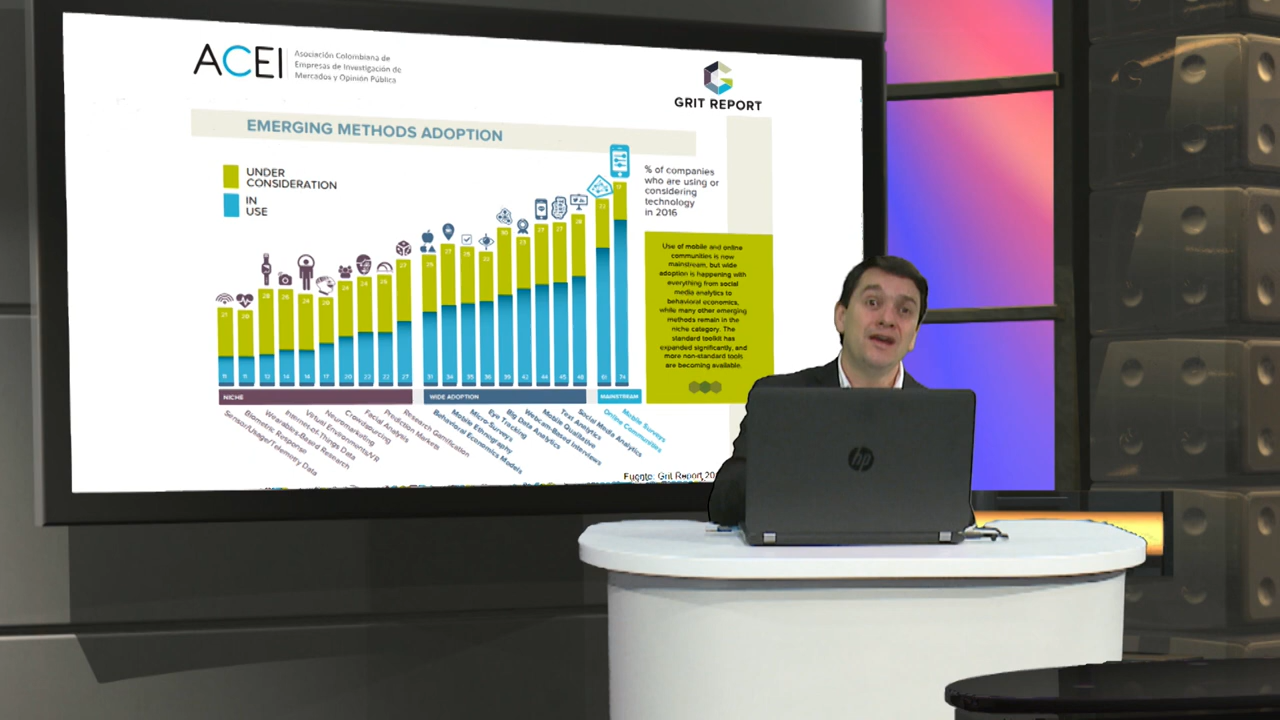 ACEI
Asociación Colombiana de
Empresas de Investigación de
Mercados y Opinión Pública
GRIT REPORT
EMERGING METHODS ADOPTION
UNDER
CONSIDERATION
IN
USE
% of companies
who are using or
considering
technology
in 2016
Use of mobile and online
communities is now
mainstream, but wide
adoption is happening with
everything from social
media analytics to
behavioral economics,
while many other emerging
methods remain in the
niche category. The
standard toolkit has
expanded significantly, and
more non-standard tools
are becoming available.
NICHE
WIDE ADOPTION
MAINSTREAM
Sensor/Usage/Telemetry Data
Biometric Response
Wearables-Based Research
Internet-of-Things Data
Virtual Environments/VR
Neuromarketing
Crowdsourcing
Facial Analysis
Prediction Markets
Research Gamification
Behavioral Economics Models
Mobile Ethnography
Micro-Surveys
Eye Tracking
Big Data Analytics
Webcam-Based Interviews
Mobile Qualitative
Text Analytics
Social Media Analytics
Online Communities
Mobile Surveys
Fuente: Grit Report
hp